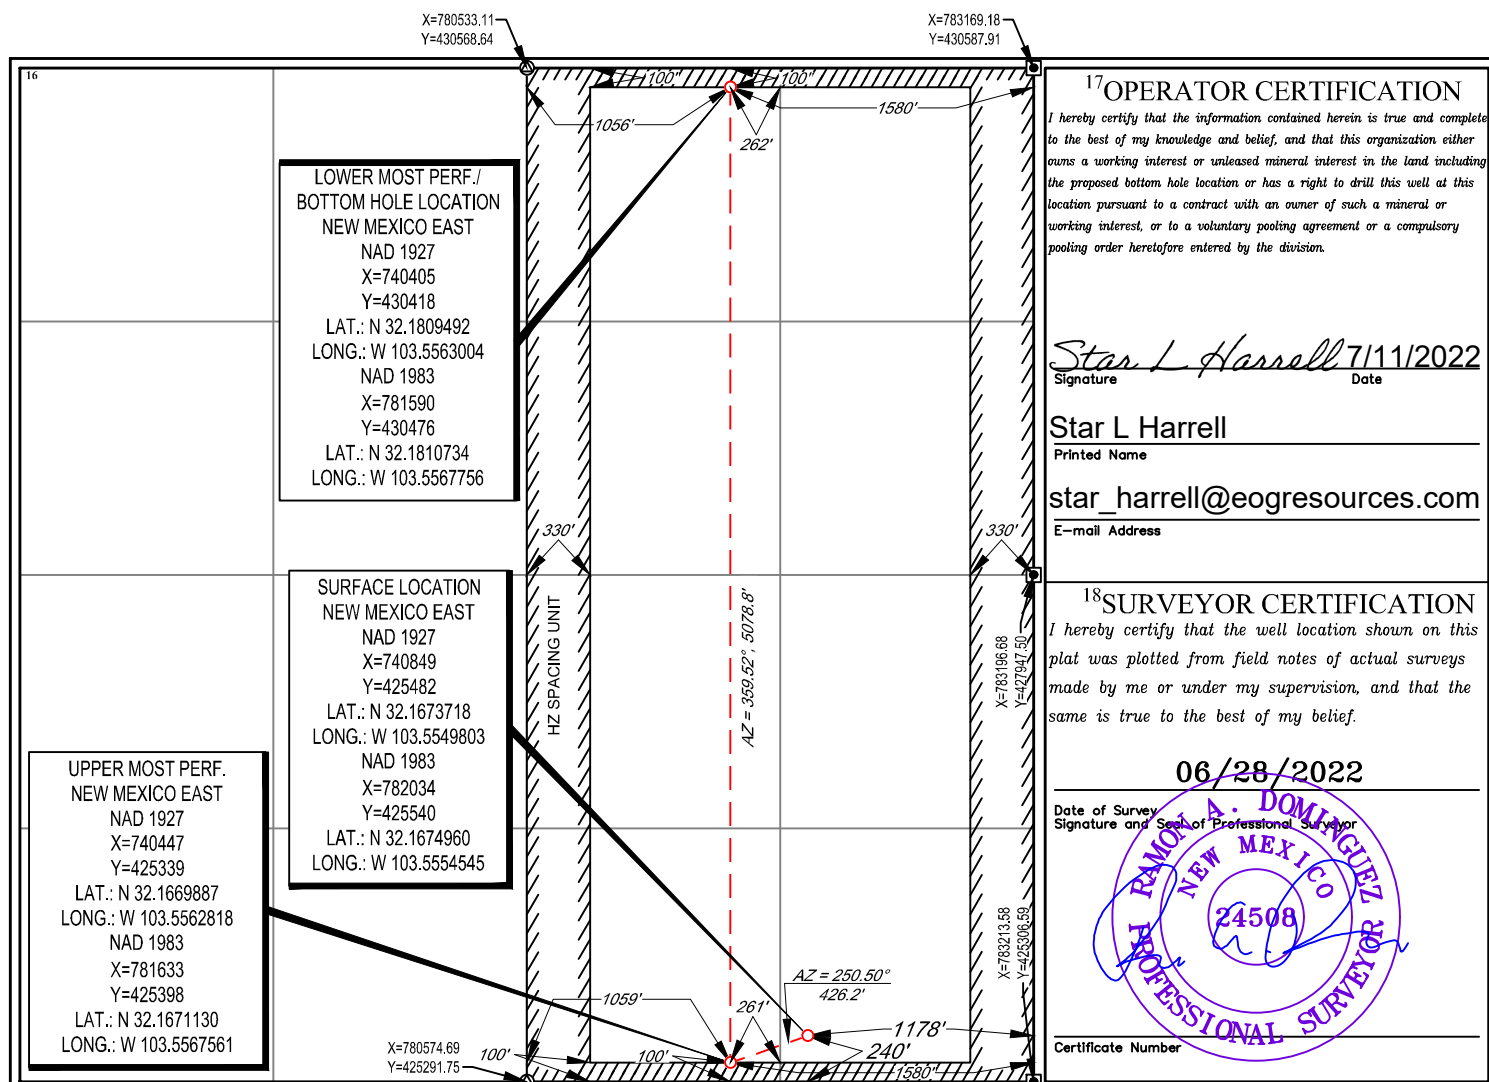 X=780533.11
Y=430568.64
X=783169.18
Y=430587.91
16
100'
100'
1056'
1580'
262'
LOWER MOST PERF./
BOTTOM HOLE LOCATION
NEW MEXICO EAST
NAD 1927
X=740405
Y=430418
LAT.: N 32.1809492
LONG.: W 103.5563004
NAD 1983
X=781590
Y=430476
LAT.: N 32.1810734
LONG.: W 103.5567756
330'
330'
HZ SPACING UNIT
AZ = 359.52°, 5078.8'
X=783196.68
Y=427947.50
SURFACE LOCATION
NEW MEXICO EAST
NAD 1927
X=740849
Y=425482
LAT.: N 32.1673718
LONG.: W 103.5549803
NAD 1983
X=782034
Y=425540
LAT.: N 32.1674960
LONG.: W 103.5554545
UPPER MOST PERF.
NEW MEXICO EAST
NAD 1927
X=740447
Y=425339
LAT.: N 32.1669887
LONG.: W 103.5562818
NAD 1983
X=781633
Y=425398
LAT.: N 32.1671130
LONG.: W 103.5567561
X=783213.58
Y=425306.59
AZ = 250.50°
426.2'
1059'
261'
1178'
240'
X=780574.69
Y=425291.75
100'
100'
1580'
17OPERATOR CERTIFICATION
I hereby certify that the information contained herein is true and complete
to the best of my knowledge and belief, and that this organization either
owns a working interest or unleased mineral interest in the land including
the proposed bottom hole location or has a right to drill this well at this
location pursuant to a contract with an owner of such a mineral or
working interest, or to a voluntary pooling agreement or a compulsory
pooling order heretofore entered by the division.
Star L Harrell 7/11/2022
Signature Date
Star L Harrell
Printed Name
star_harrell@eogresources.com
E-mail Address
18SURVEYOR CERTIFICATION
I hereby certify that the well location shown on this
plat was plotted from field notes of actual surveys
made by me or under my supervision, and that the
same is true to the best of my belief.
06/28/2022
Date of Survey
Signature and Seal of Professional Surveyor
RAMON A. DOMINGUEZ
NEW MEXICO
24508
PROFESSIONAL SURVEYOR
Certificate Number